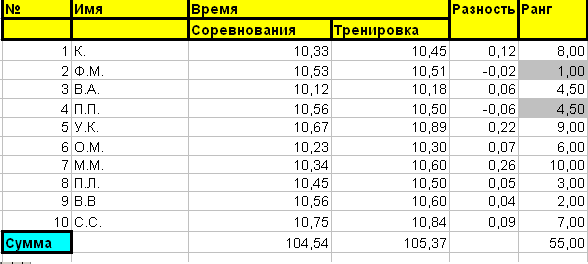 № Имя Время Разность Ранг
Соревнования Тренировка
1 К. 10,33 10,45 0,12 8,00
2 Ф.М. 10,53 10,51 -0,02 1,00
3 В.А. 10,12 10,18 0,06 4,50
4 П.П. 10,56 10,50 -0,06 4,50
5 У.К. 10,67 10,89 0,22 9,00
6 О.М. 10,23 10,30 0,07 6,00
7 М.М. 10,34 10,60 0,26 10,00
8 П.Л. 10,45 10,50 0,05 3,00
9 В.В 10,56 10,60 0,04 2,00
10 С.С. 10,75 10,84 0,09 7,00
Сумма 104,54 105,37 55,00